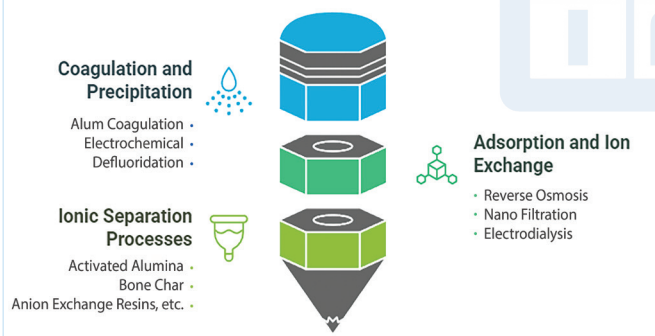 Coagulation and
Precipitation
Alum Coagulation •
Electrochemical •
Defluoridation •
Adsorption and Ion
Exchange
• Reverse Osmosis
• Nano Filtration
• Electrodialysis
Ionic Separation
Processes
Activated Alumina •
Bone Char •
Anion Exchange Resins, etc. •